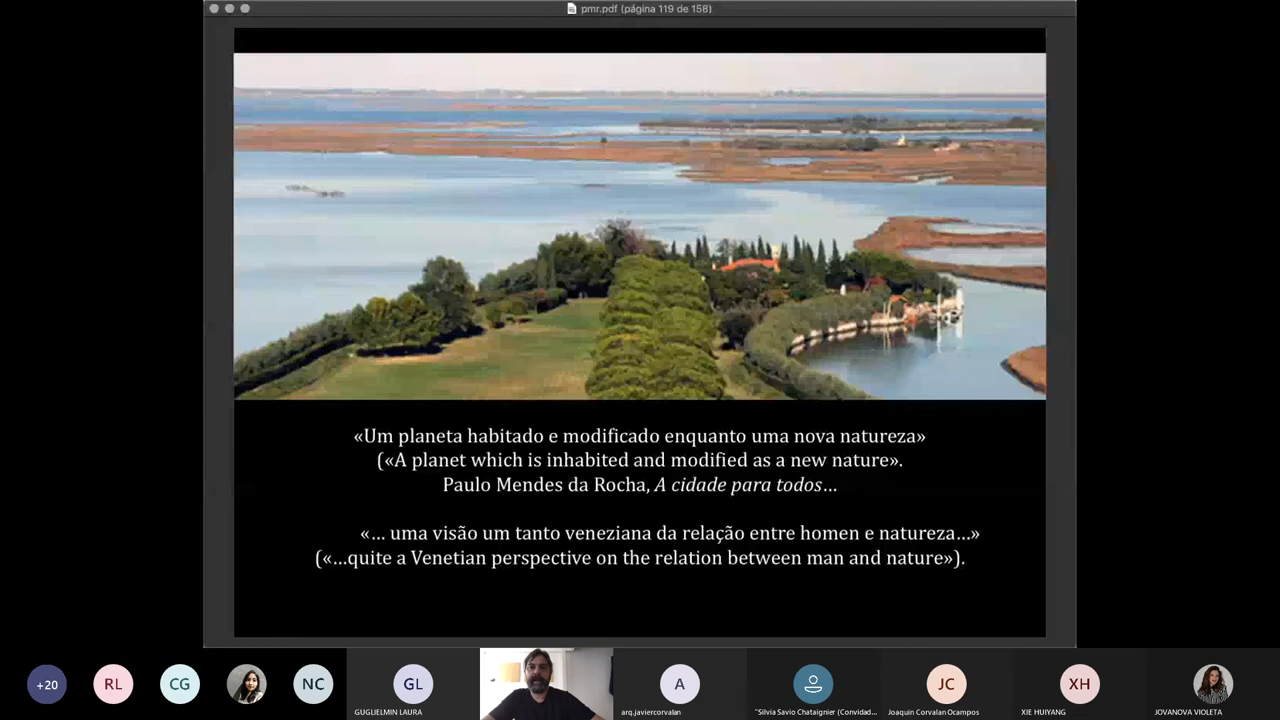 pmr.pdf (página 119 de 158)
«Um planeta habitado e modificado enquanto uma nova natureza»
(«A planet which is inhabited and modified as a new nature».
Paulo Mendes da Rocha, A cidade para todos…
«… uma visão um tanto veneziana da relação entre homen e natureza…»
(«…quite a Venetian perspective on the relation between man and nature»).
+20
RL
CG
NC
GL
A
JC
XH
GUGLIELMIN LAURA
arq.javiercorvalan
"Silvia Savio Chataignier (Convidad...
Joaquin Corvalan Ocampos
XIE HUIYANG
JOVANOVA VIOLETA